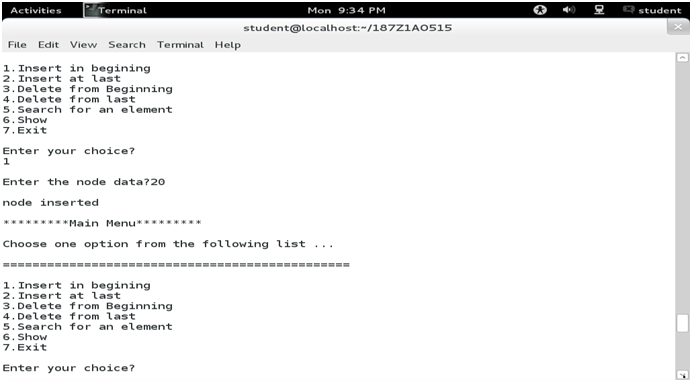 Activities Terminal Mon 9:34 PM student
student@localhost:~/187Z1A0515
File Edit View Search Terminal Help
1.Insert in begining
2.Insert at last
3.Delete from Beginning
4.Delete from last
5.Search for an element
6.Show
7.Exit
Enter your choice?
1
Enter the node data?20
node inserted
*********Main Menu*********
Choose one option from the following list ...
===============================================
1.Insert in begining
2.Insert at last
3.Delete from Beginning
4.Delete from last
5.Search for an element
6.Show
7.Exit
Enter your choice?